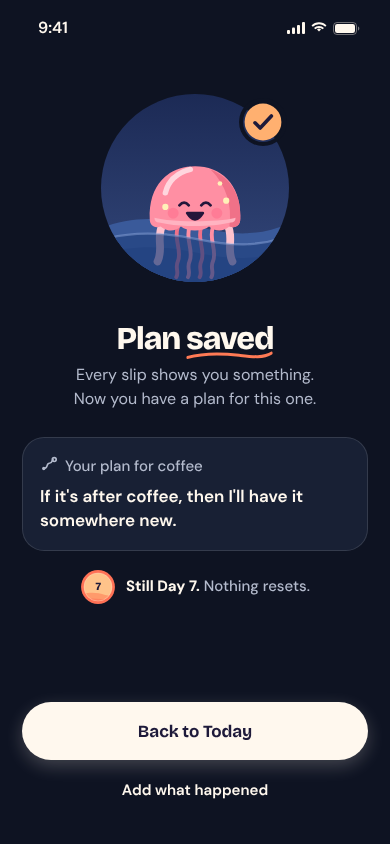 9:41
Plan saved
Every slip shows you something.
Now you have a plan for this one.
Your plan for coffee
If it's after coffee, then I'll have it
somewhere new.
7
Still Day 7. Nothing resets.
Back to Today
Add what happened